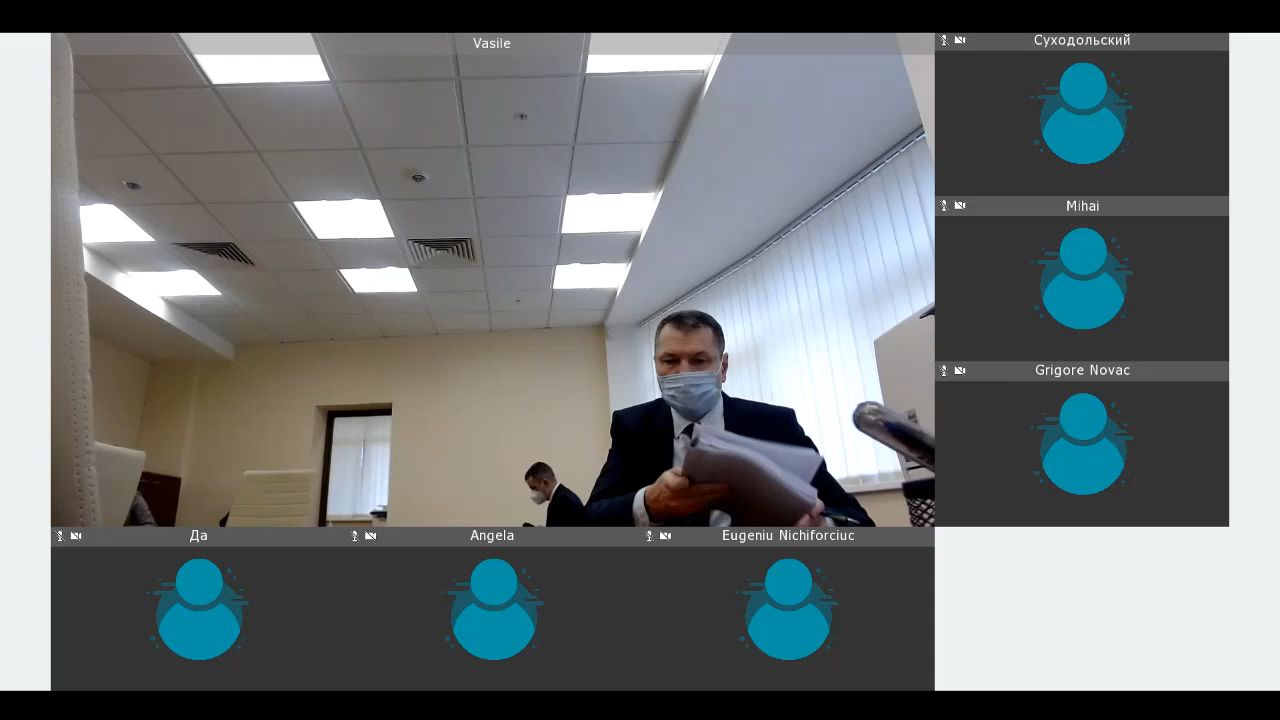 Vasile
Суходольский
Mihai
Grigore Novac
Да
Angela
Eugeniu Nichiforciuc